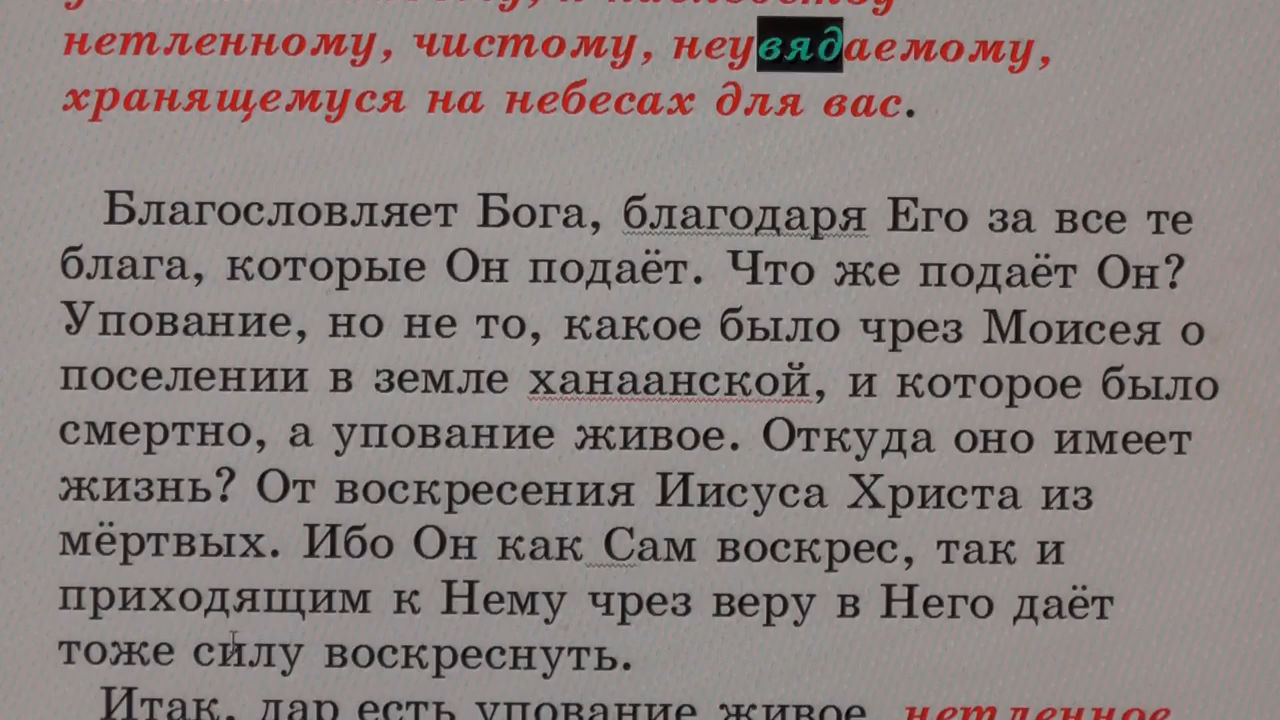 нетленному, чистому, неувядаемому,
хранящемуся на небесах для вас.
Благословляет Бога, благодаря Его за все те
блага, которые Он подаёт. Что же подаёт Он?
Упование, но не то, какое было чрез Моисея о
поселении в земле ханаанской, и которое было
смертно, а упование живое. Откуда оно имеет
жизнь? От воскресения Иисуса Христа из
мёртвых. Ибо Он как Сам воскрес, так и
приходящим к Нему чрез веру в Него даёт
тоже силу воскреснуть.
Итак, дар есть упование живое, нетленное